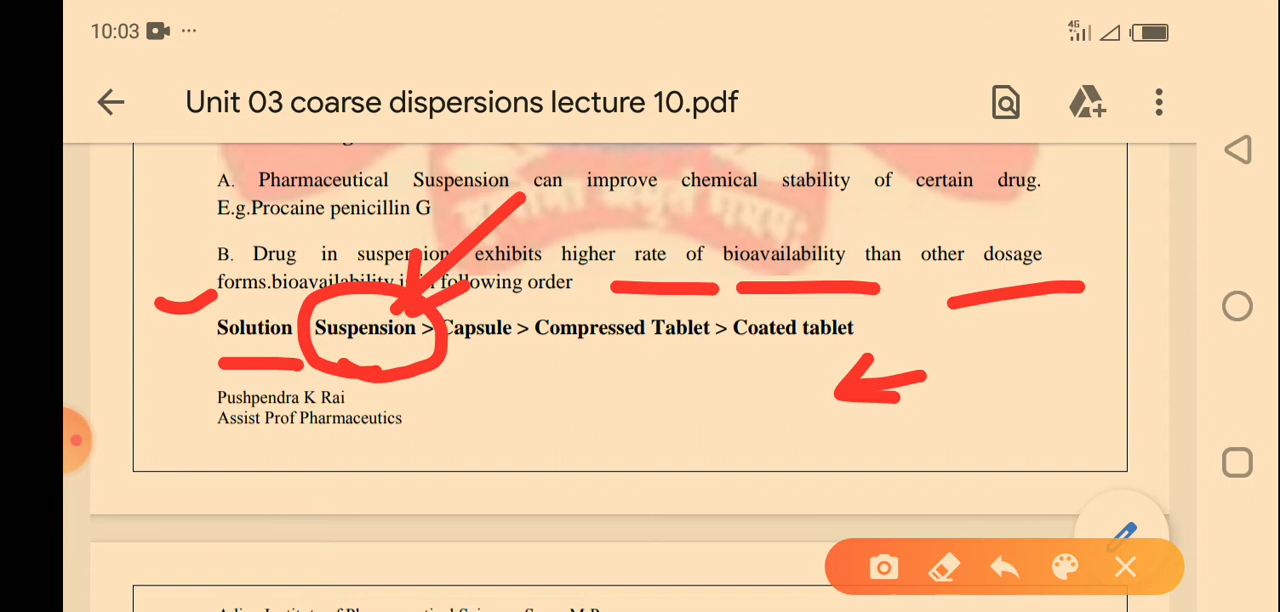 10:03 ...
4G
Unit 03 coarse dispersions lecture 10.pdf
A. Pharmaceutical Suspension can improve chemical stability of certain drug.
E.g.Procaine penicillin G
B. Drug in suspension exhibits higher rate of bioavailability than other dosage
forms.bioavailability following order
Solution Suspension > Capsule > Compressed Tablet > Coated tablet
Pushpendra K Rai
Assist Prof Pharmaceutics